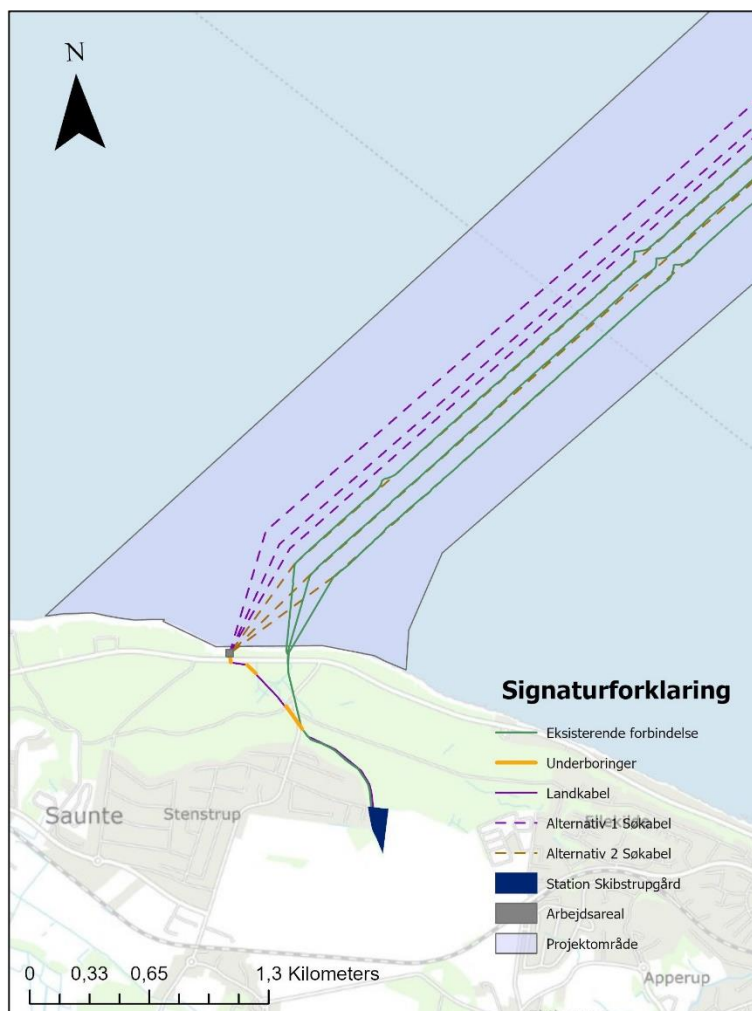 N
Signaturforklaring
Eksisterende forbindelse
Underboringer
Landkabel
Alternativ 1 Søkabel
Alternativ 2 Søkabel
Station Skibstrupgård
Arbejdsareal
Projektområde
Saunte
Stenstrup
Ellekilde
Apperup
0 0,33 0,65 1,3 Kilometers